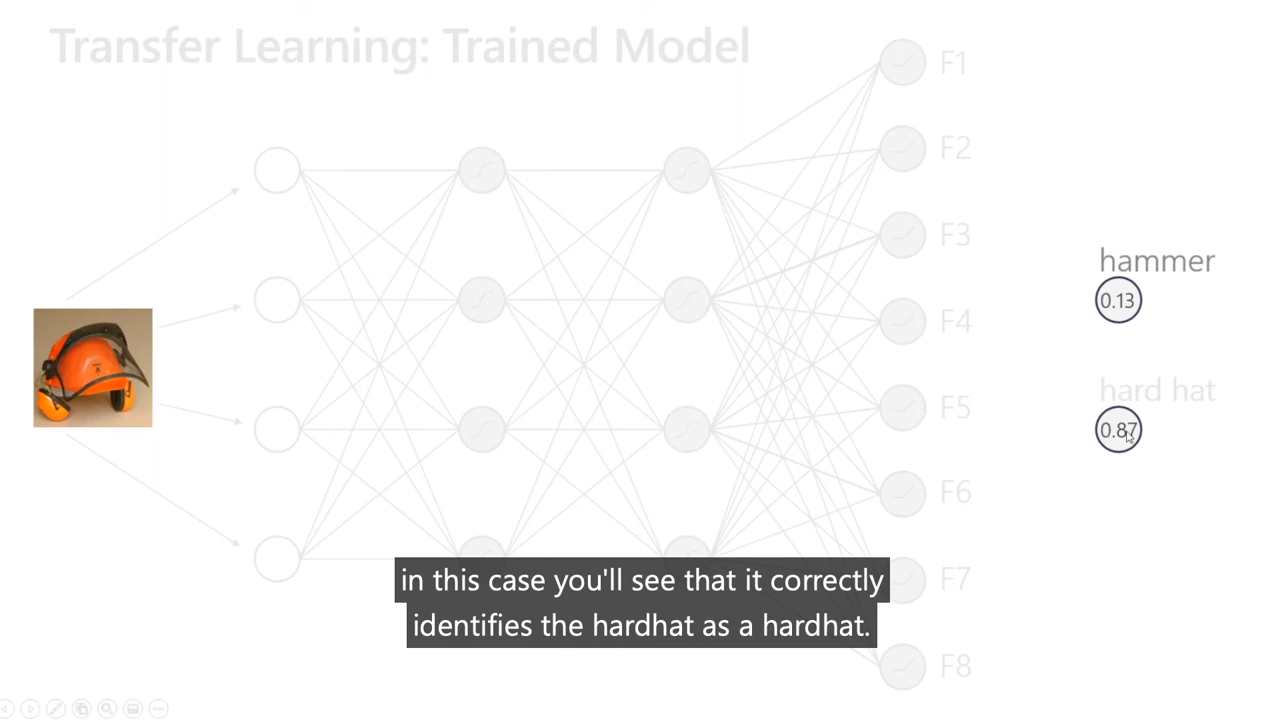 Transfer Learning: Trained Model
F1
F2
F3
hammer
0.13
F4
hard hat
F5
0.87
F6
in this case you'll see that it correctly
identifies the hardhat as a hardhat.
F7
F8